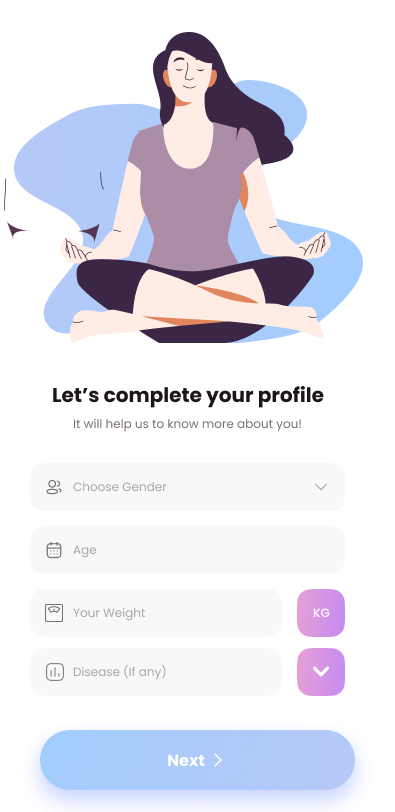 Let’s complete your profile
It will help us to know more about you!
Choose Gender
Age
Your Weight
KG
Disease (If any)
Next